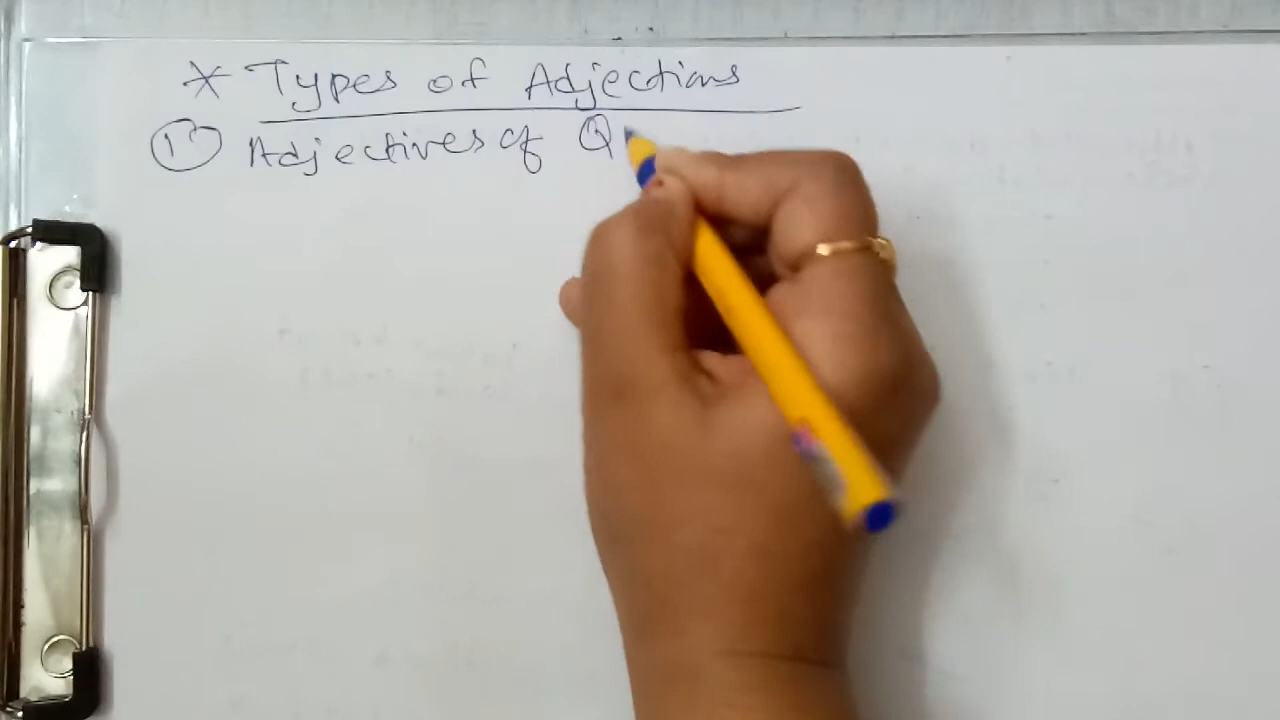 * Types of Adjections
1) Adjectives of Q